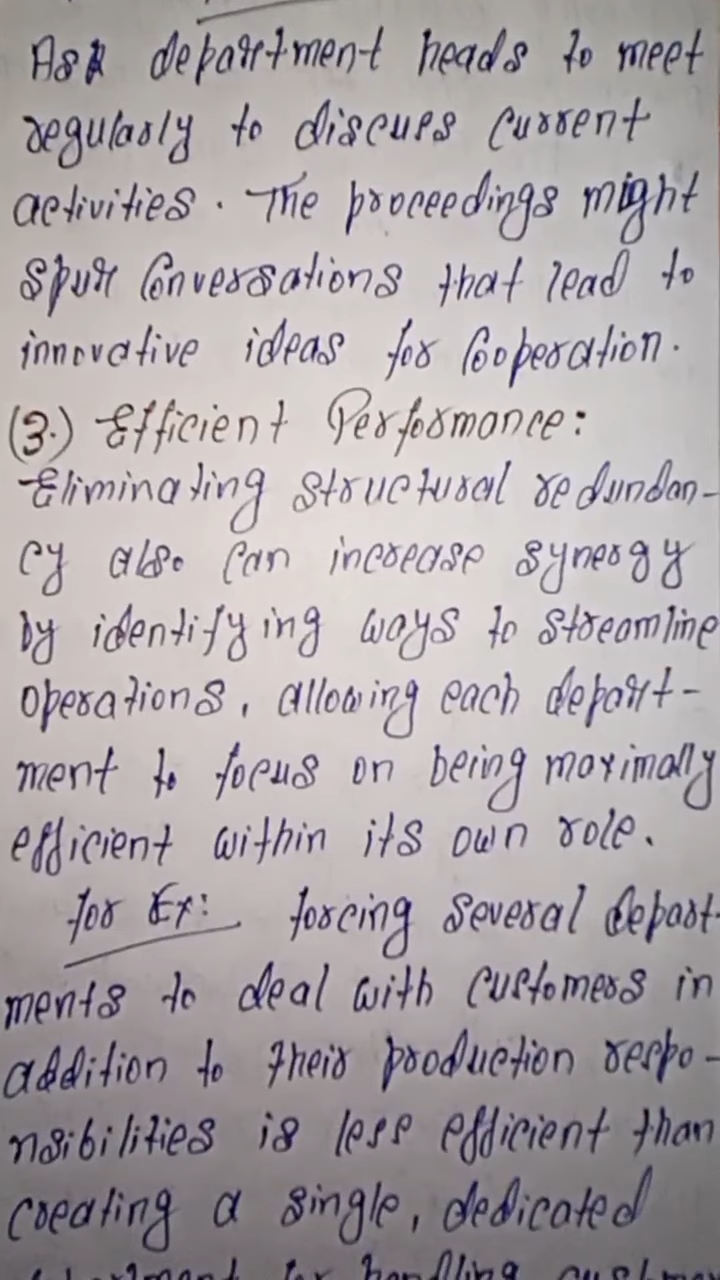 Ask department heads to meet
regularly to discuss current
activities. The proceedings might
spur Conversations that lead to
innovative ideas for Cooperation.
(3.) Efficient Performance:
Eliminating structural redundan-
cy also can increase synergy
by identifying ways to streamline
operations, allowing each depart-
ment to focus on being maximally
efficient within its own role.
for Ex: forcing several depart-
ments to deal with customers in
addition to their production respo-
nsibilities is less efficient than
creating a single, dedicated
for handling